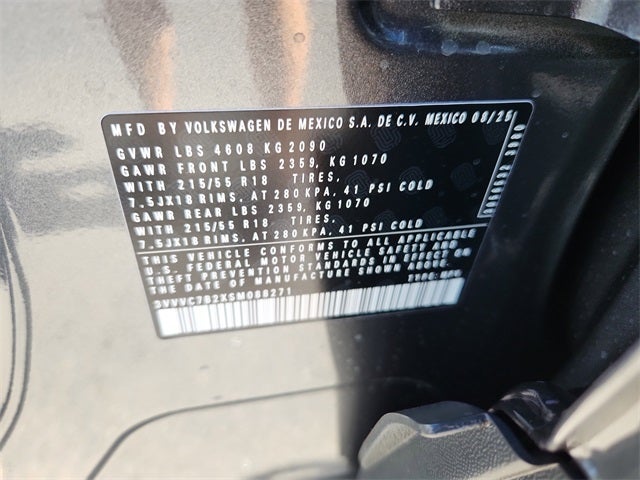 MFD BY VOLKSWAGEN DE MEXICO S.A. DE C.V. MEXICO 08/25
GVWR LBS 4608 KG 2090
GAWR FRONT LBS 2359, KG 1070
WITH 215/55 R18 TIRES,
7.5JX18 RIMS, AT 280 KPA, 41 PSI COLD
GAWR REAR LBS 2359, KG 1070
WITH 215/55 R18 TIRES,
7.5JX18 RIMS, AT 280 KPA, 41 PSI COLD
THIS VEHICLE CONFORMS TO ALL APPLICABLE
U.S. FEDERAL MOTOR VEHICLE SAFETY AND
THEFT PREVENTION STANDARDS IN EFFECT ON
THE DATE OF MANUFACTURE SHOWN ABOVE.
3VVVC7B2XSM088271